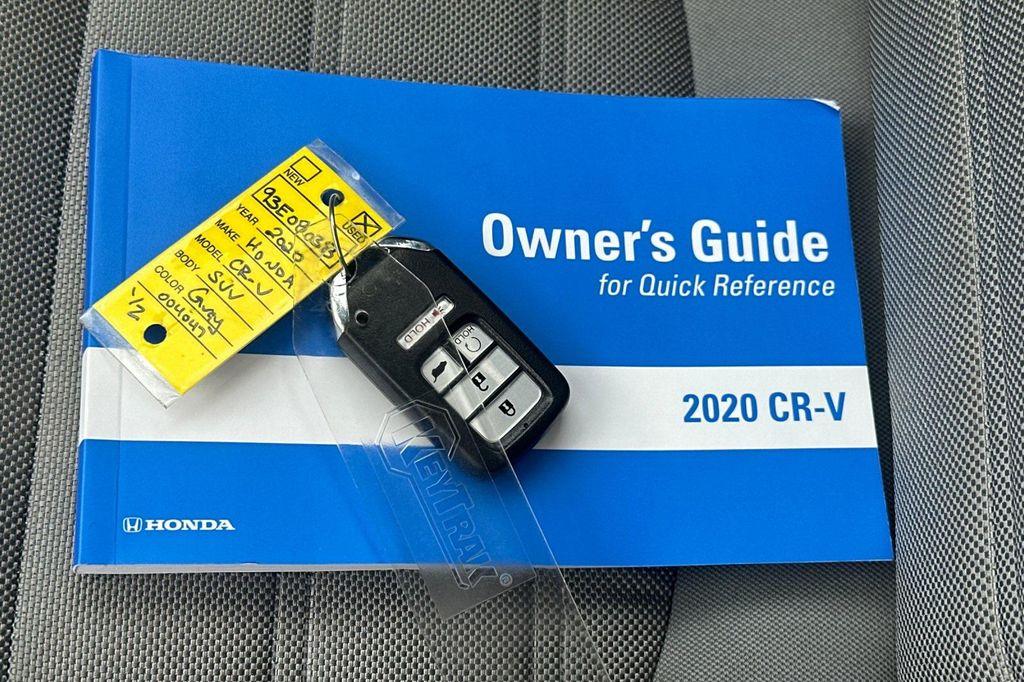 Owner's Guide
for Quick Reference
2020 CR-V
HONDA
NEW
USED
93E08038
YEAR 2020
MAKE HONDA
MODEL CR-V
BODY SUV
COLOR Gray
004047
1/2
HOLD
HOLD
KEYTRAK®